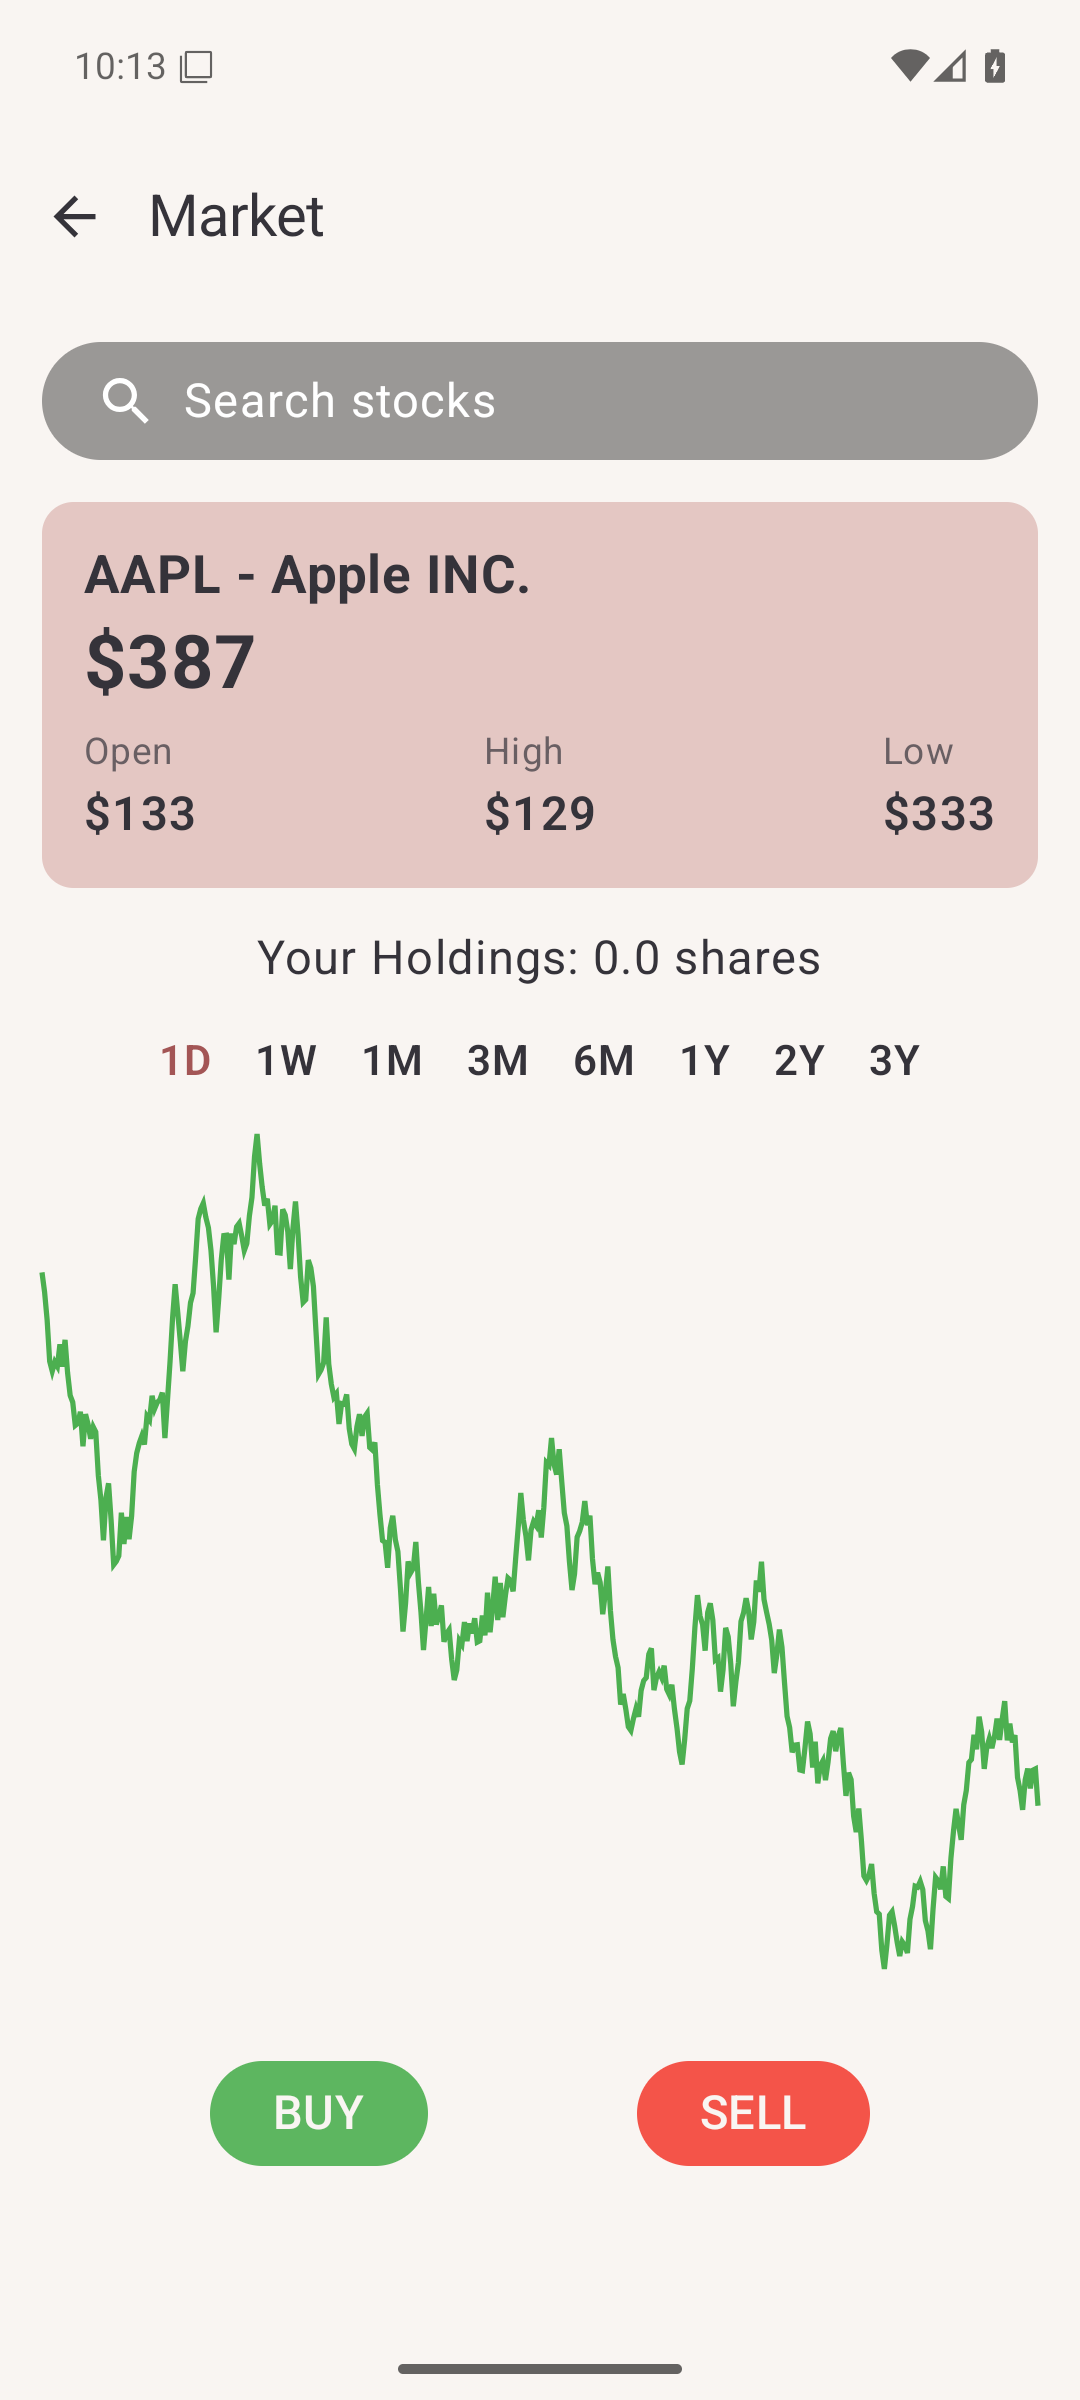 10:13
Market
Search stocks
AAPL - Apple INC.
$387
Open High Low
$133 $129 $333
Your Holdings: 0.0 shares
1D 1W 1M 3M 6M 1Y 2Y 3Y
BUY SELL